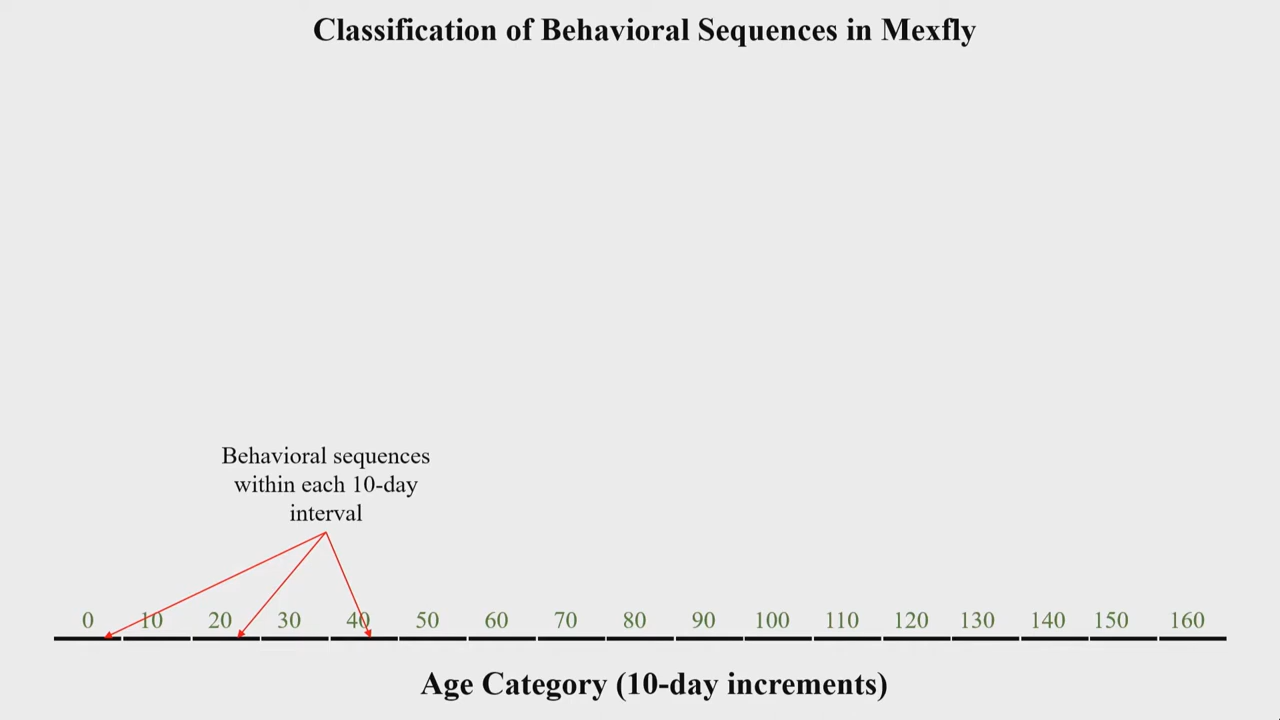 Classification of Behavioral Sequences in Mexfly
Behavioral sequences
within each 10-day
interval
0 10 20 30 40 50 60 70 80 90 100 110 120 130 140 150 160
Age Category (10-day increments)